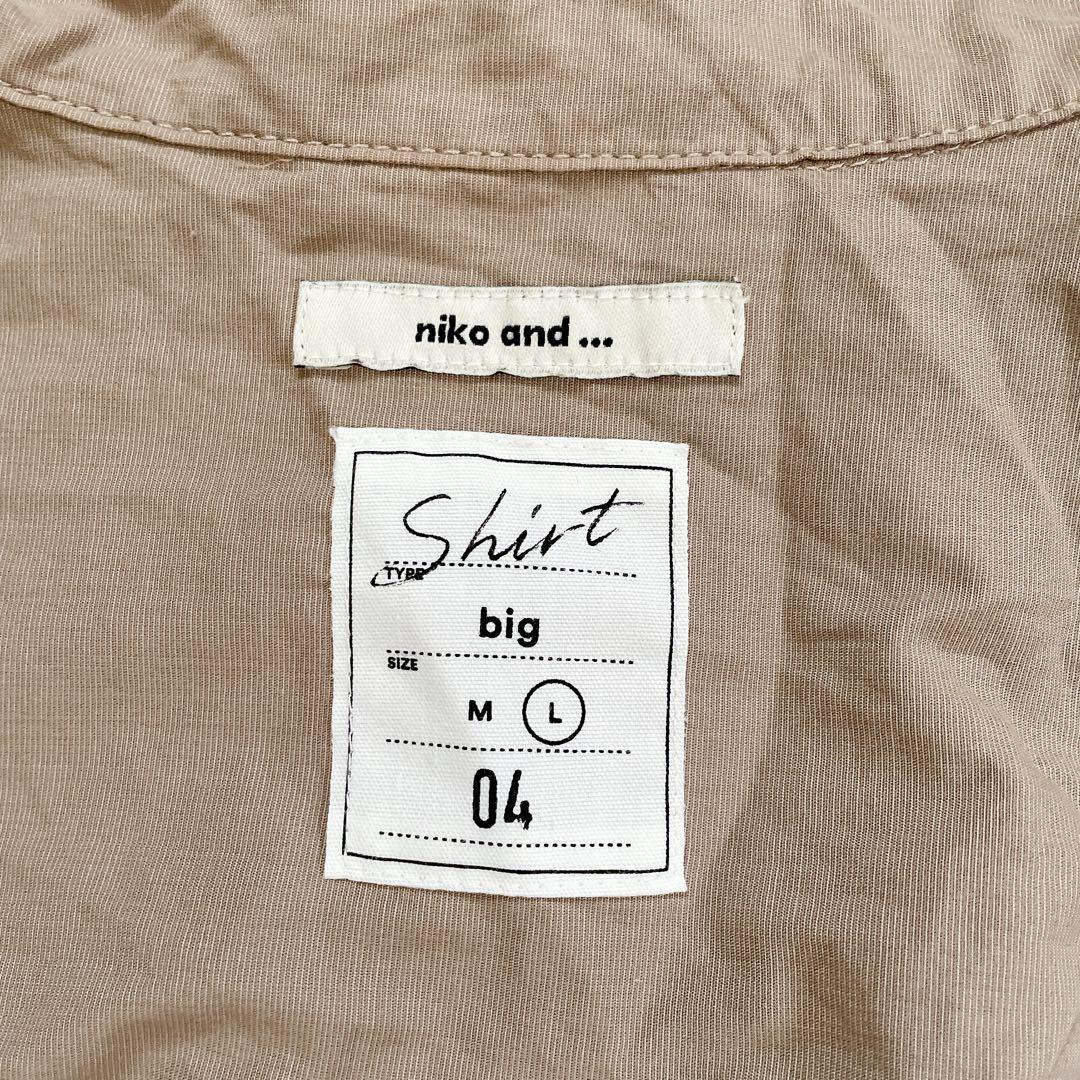 niko and ...
Shirt
TYPE
big
SIZE
M L
04